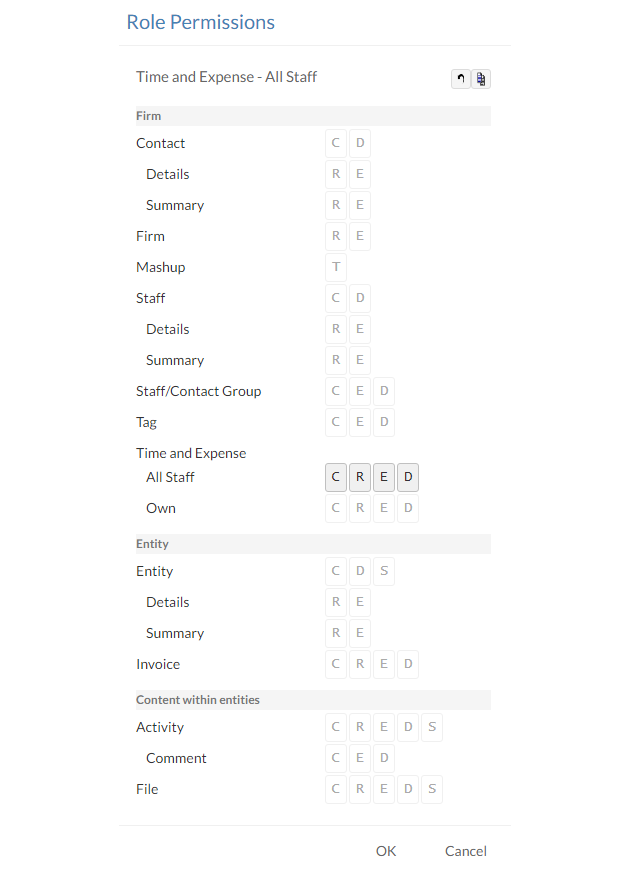 Role Permissions
Time and Expense - All Staff
Firm
Contact C D
Details R E
Summary R E
Firm R E
Mashup T
Staff C D
Details R E
Summary R E
Staff/Contact Group C E D
Tag C E D
Time and Expense
All Staff C R E D
Own C R E D
Entity
Entity C D S
Details R E
Summary R E
Invoice C R E D
Content within entities
Activity C R E D S
Comment C E D
File C R E D S
OK Cancel